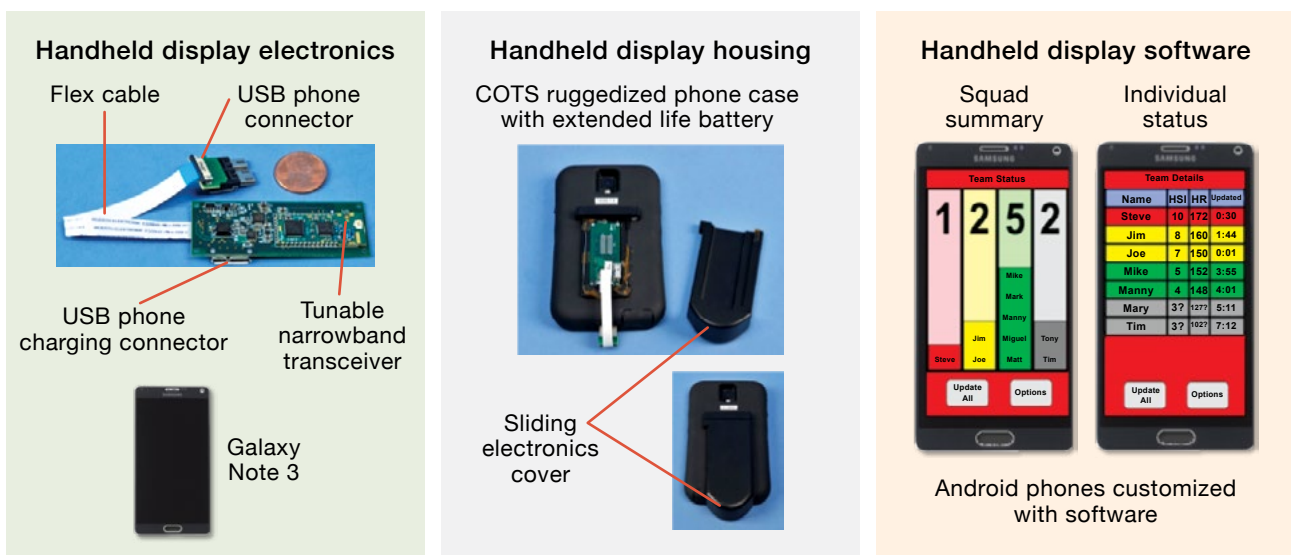 Handheld display electronics
Flex cable
USB phone
connector
USB phone
charging connector
Tunable
narrowband
transceiver
Galaxy
Note 3
Handheld display housing
COTS ruggedized phone case
with extended life battery
Sliding
electronics
cover
Handheld display software
Squad
summary
SAMSUNG
Team Status
1 2 5 2
Mike
Mark
Manny
Jim Miguel Tony
Steve Joe Matt Tim
Update
All
Options
Individual
status
SAMSUNG
Team Details
Name HSI HR Updated
Steve 10 172 0:30
Jim 8 160 1:44
Joe 7 150 0:01
Mike 5 152 3:55
Manny 4 148 4:01
Mary 3? 127? 5:11
Tim 3? 102? 7:12
Update
All
Options
Android phones customized
with software